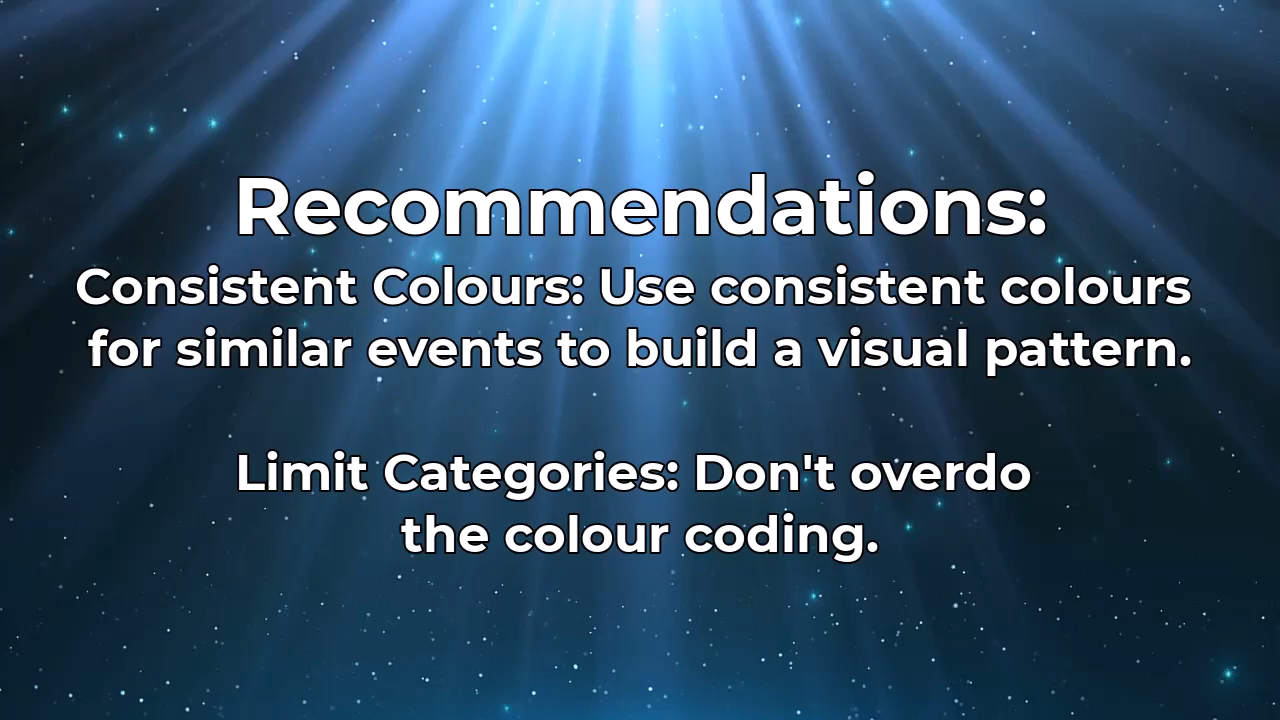 Recommendations:
Consistent Colours: Use consistent colours
for similar events to build a visual pattern.
Limit Categories: Don't overdo
the colour coding.